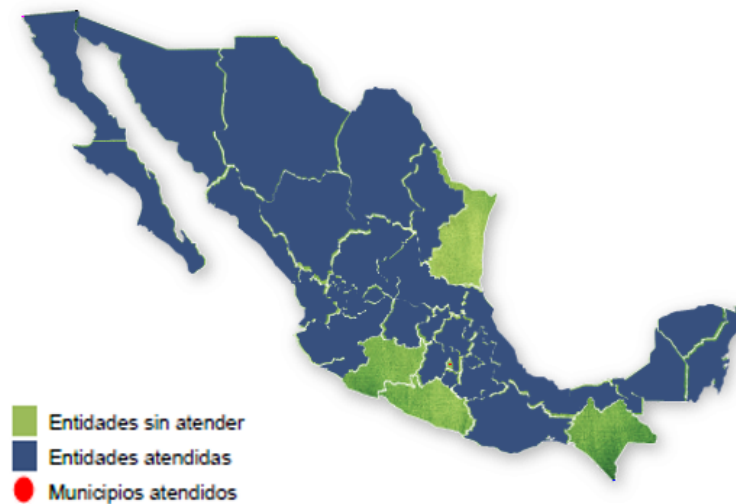 Entidades sin atender
Entidades atendidas
Municipios atendidos